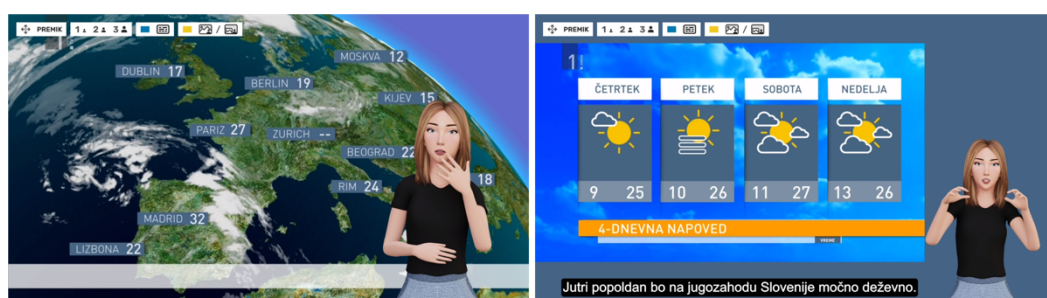 PREMIK 1 2 3 /
DUBLIN 17
MOSKVA 12
BERLIN 19
KIJEV 15
PARIZ 27
ZURICH --
BEOGRAD 22
RIM 24
18
MADRID 32
LIZBONA 22
PREMIK 1 2 3 /
1
ČETRTEK PETEK SOBOTA NEDELJA
9 25 10 26 11 27 13 26
4-DNEVNA NAPOVED
VREME
Jutri popoldan bo na jugozahodu Slovenije močno deževno.